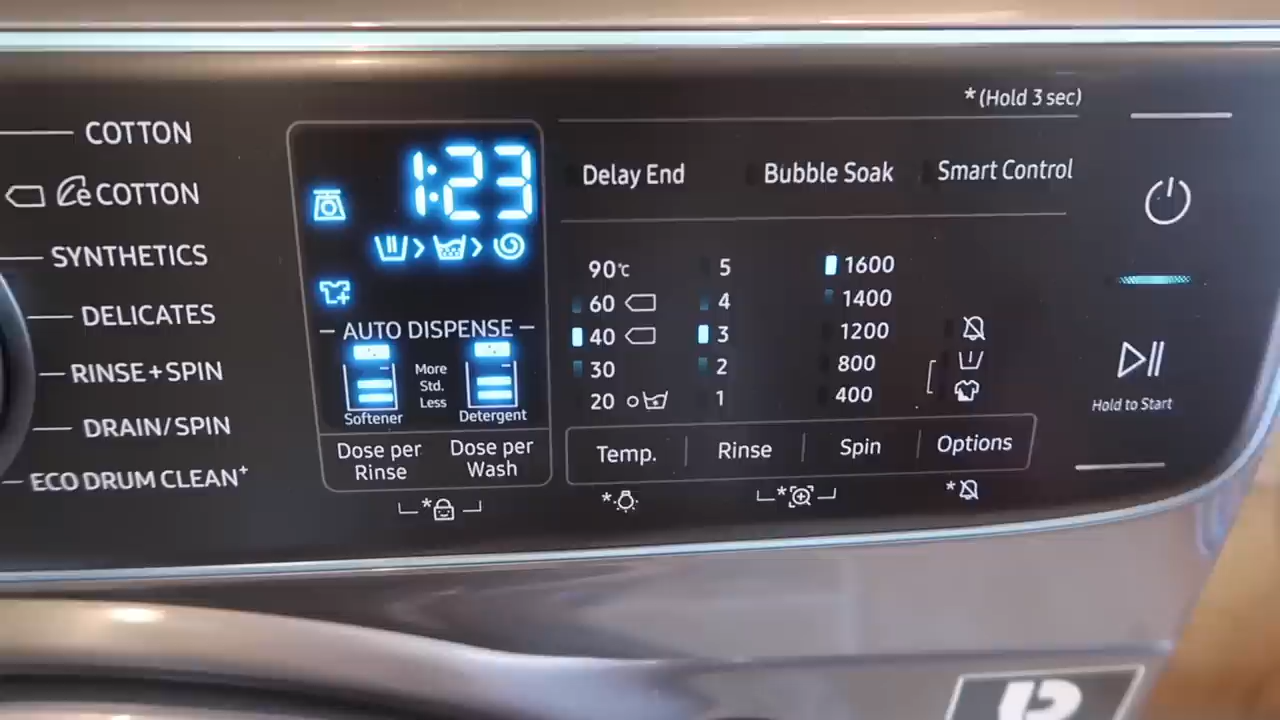 *(Hold 3 sec)
COTTON
COTTON
SYNTHETICS
DELICATES
RINSE+SPIN
DRAIN/SPIN
ECO DRUM CLEAN+
1:23
AUTO DISPENSE
More
Std.
Less
Softener
Detergent
Dose per
Rinse
Dose per
Wash
Delay End
Bubble Soak
Smart Control
90℃
60
40
30
20
5
4
3
2
1
1600
1400
1200
800
400
Temp.
Rinse
Spin
Options
*
*
*
*
Hold to Start